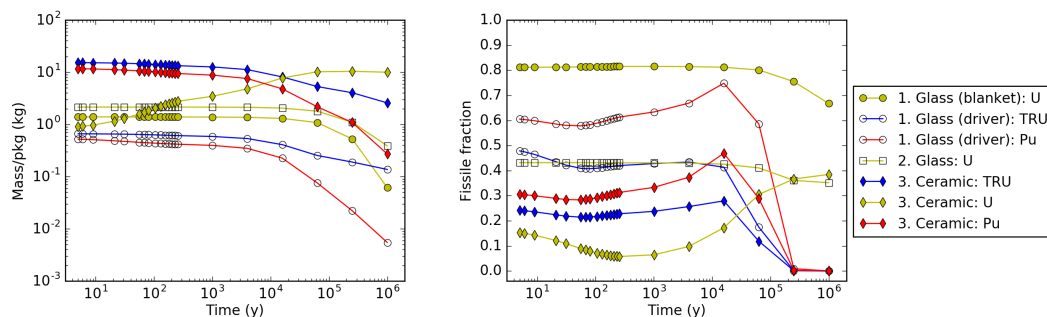 10²
10¹
10⁰
10⁻¹
10⁻²
10⁻³
Mass/pkg (kg)
10¹ 10² 10³ 10⁴ 10⁵ 10⁶
Time (y)
1.0
0.9
0.8
0.7
0.6
0.5
0.4
0.3
0.2
0.1
0.0
Fissile fraction
10¹ 10² 10³ 10⁴ 10⁵ 10⁶
Time (y)
1. Glass (blanket): U
1. Glass (driver): TRU
1. Glass (driver): Pu
2. Glass: U
3. Ceramic: TRU
3. Ceramic: U
3. Ceramic: Pu